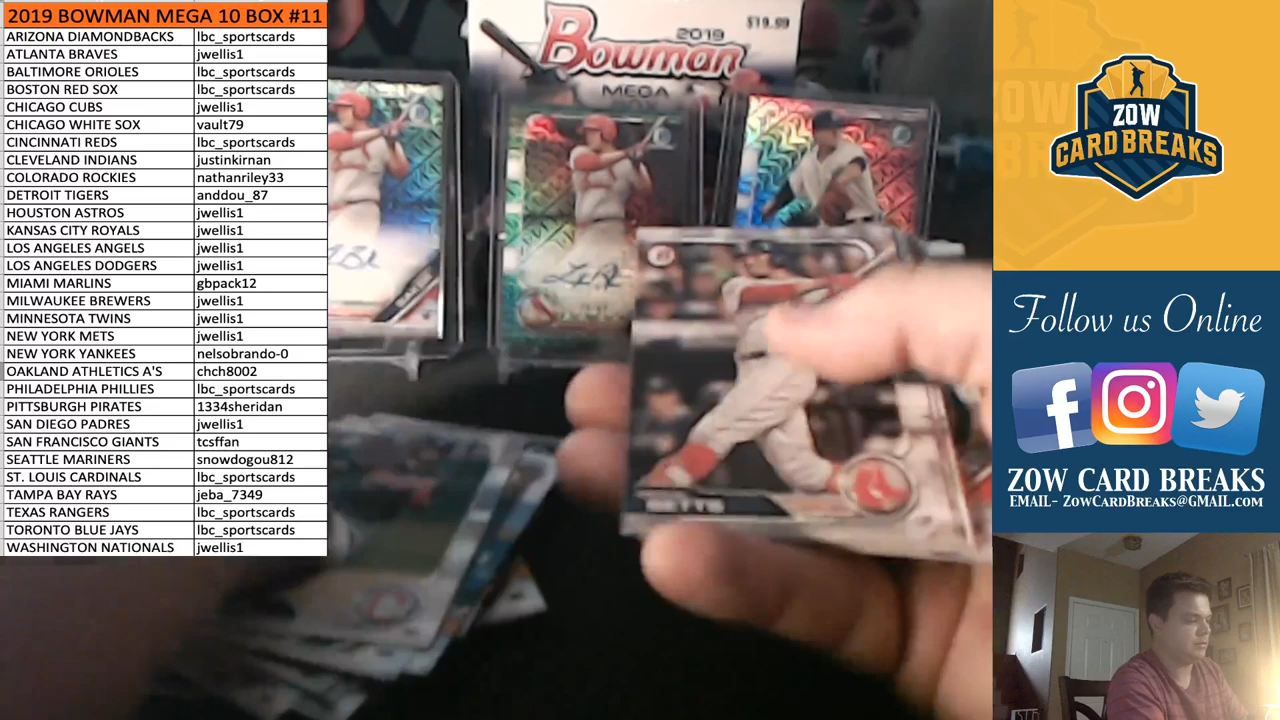 2019 BOWMAN MEGA 10 BOX #11
ARIZONA DIAMONDBACKS lbc_sportscards
ATLANTA BRAVES jwellis1
BALTIMORE ORIOLES lbc_sportscards
BOSTON RED SOX lbc_sportscards
CHICAGO CUBS jwellis1
CHICAGO WHITE SOX vault79
CINCINNATI REDS lbc_sportscards
CLEVELAND INDIANS justinkirnan
COLORADO ROCKIES nathanriley33
DETROIT TIGERS anddou_87
HOUSTON ASTROS jwellis1
KANSAS CITY ROYALS jwellis1
LOS ANGELES ANGELS jwellis1
LOS ANGELES DODGERS jwellis1
MIAMI MARLINS gbpack12
MILWAUKEE BREWERS jwellis1
MINNESOTA TWINS jwellis1
NEW YORK METS jwellis1
NEW YORK YANKEES nelsobrando-0
OAKLAND ATHLETICS A'S chch8002
PHILADELPHIA PHILLIES lbc_sportscards
PITTSBURGH PIRATES 1334sheridan
SAN DIEGO PADRES jwellis1
SAN FRANCISCO GIANTS tcsffan
SEATTLE MARINERS snowdogou812
ST. LOUIS CARDINALS lbc_sportscards
TAMPA BAY RAYS jeba_7349
TEXAS RANGERS lbc_sportscards
TORONTO BLUE JAYS lbc_sportscards
WASHINGTON NATIONALS jwellis1
$19.99
2019
Bowman
MEGA
BETTS
ZOW
CARD BREAKS
Follow us Online
ZOW CARD BREAKS
EMAIL- ZOWCARDBREAKS@GMAIL.COM